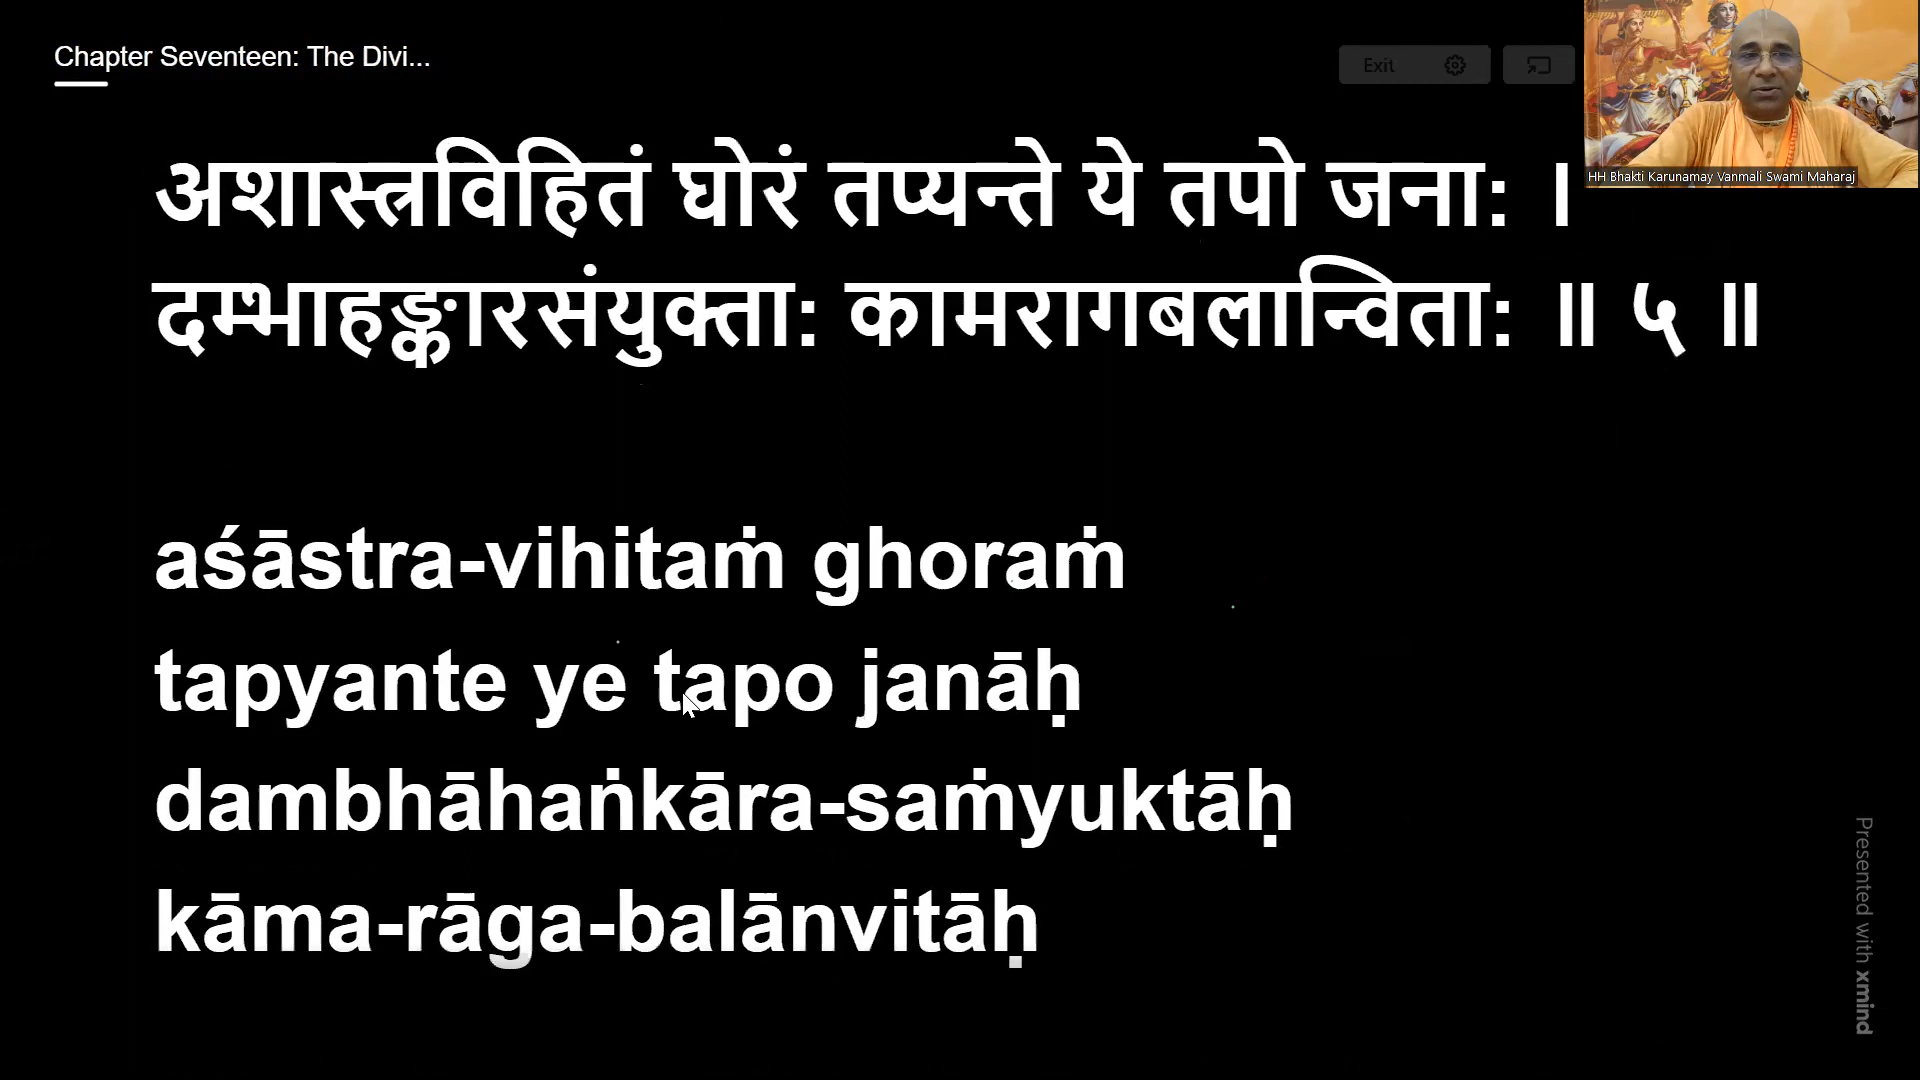 Chapter Seventeen: The Divi...
Exit
HH Bhakti Karunamay Vanmali Swami Maharaj
अशास्त्रविहितं घोरं तप्यन्ते ये तपो जनाः ।
दम्भाहङ्कारसंयुक्ताः कामरागबलान्विताः ॥ ५ ॥
aśāstra-vihitaṁ ghoraṁ
tapyante ye tapo janāḥ
dambhāhaṅkāra-saṁyuktāḥ
kāma-rāga-balānvitāḥ
Presented with xmind